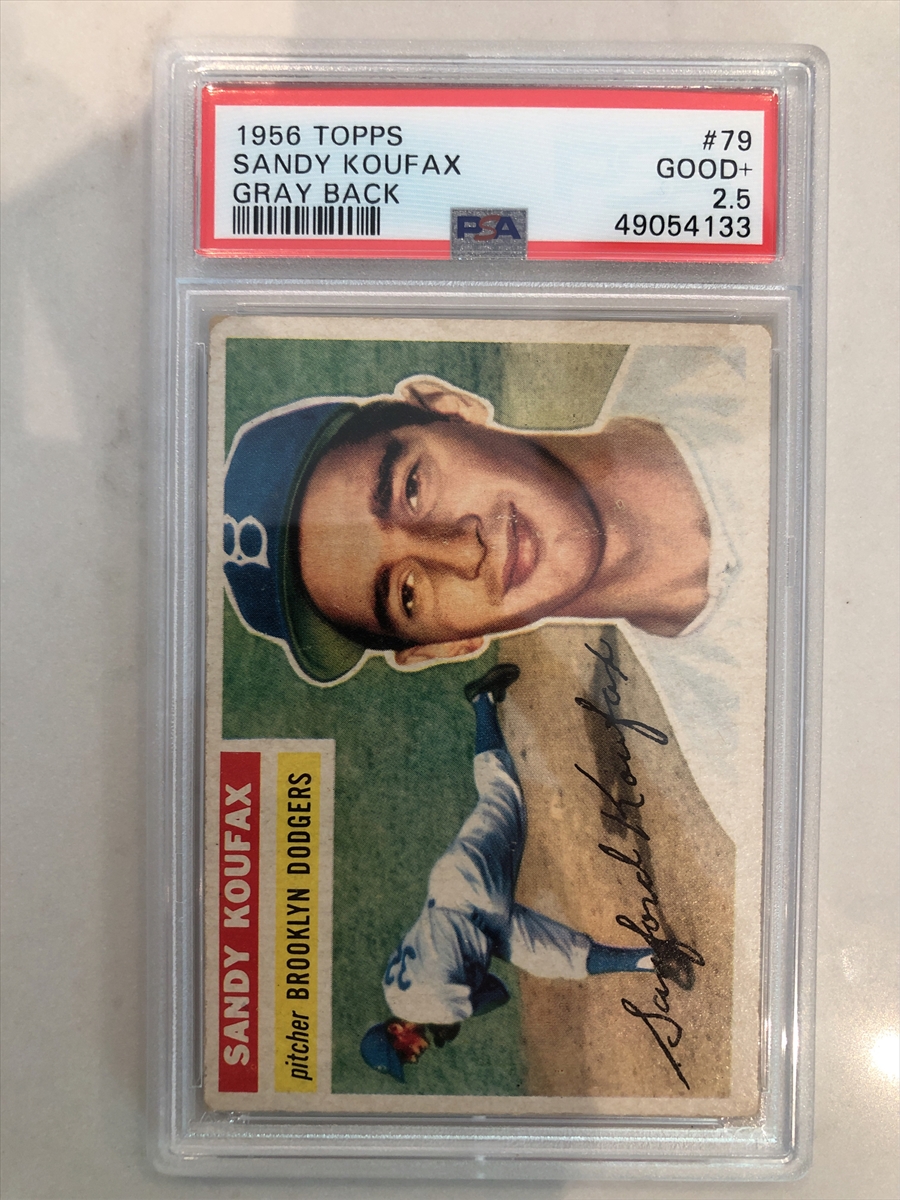 1956 TOPPS #79
SANDY KOUFAX GOOD+
GRAY BACK 2.5
PSA 49054133
B
SANDY KOUFAX
pitcher BROOKLYN DODGERS
32
Sanford Koufax